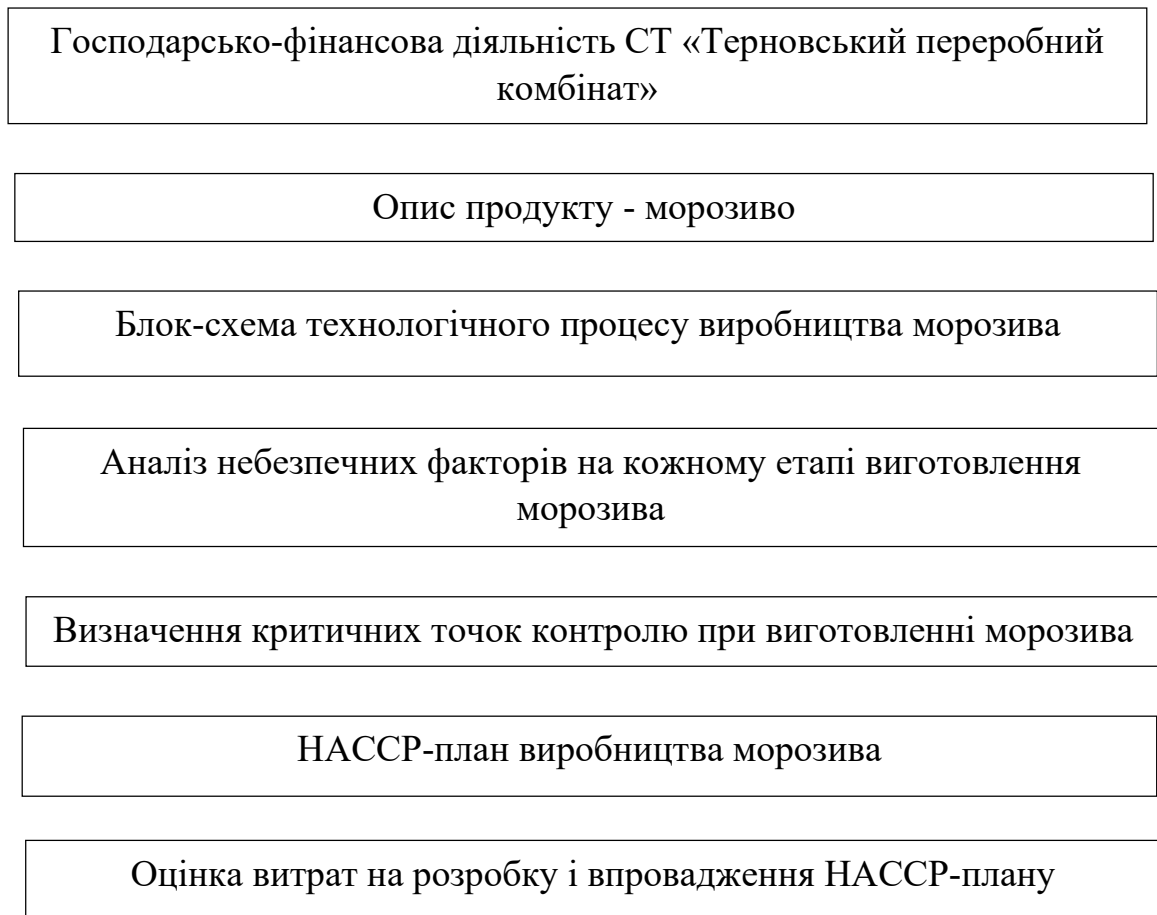 Господарсько-фінансова діяльність СТ «Терновський переробний
комбінат»
Опис продукту - морозиво
Блок-схема технологічного процесу виробництва морозива
Аналіз небезпечних факторів на кожному етапі виготовлення
морозива
Визначення критичних точок контролю при виготовленні морозива
НАССР-план виробництва морозива
Оцінка витрат на розробку і впровадження НАССР-плану